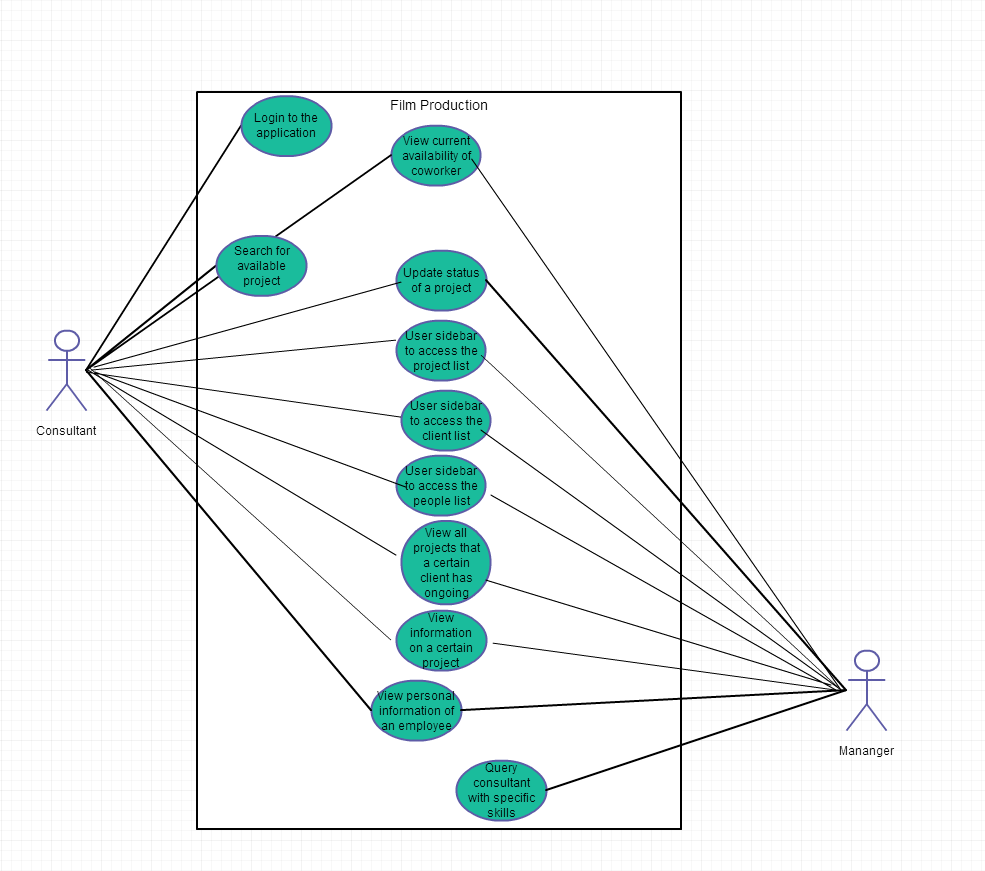 Film Production
Login to the
application
View current
availability of
coworker
Search for
available
project
Update status
of a project
User sidebar
to access the
project list
User sidebar
to access the
client list
User sidebar
to access the
people list
View all
projects that
a certain
client has
ongoing
View
information
on a certain
project
View personal
information of
an employee
Query
consultant
with specific
skills
Consultant
Mananger